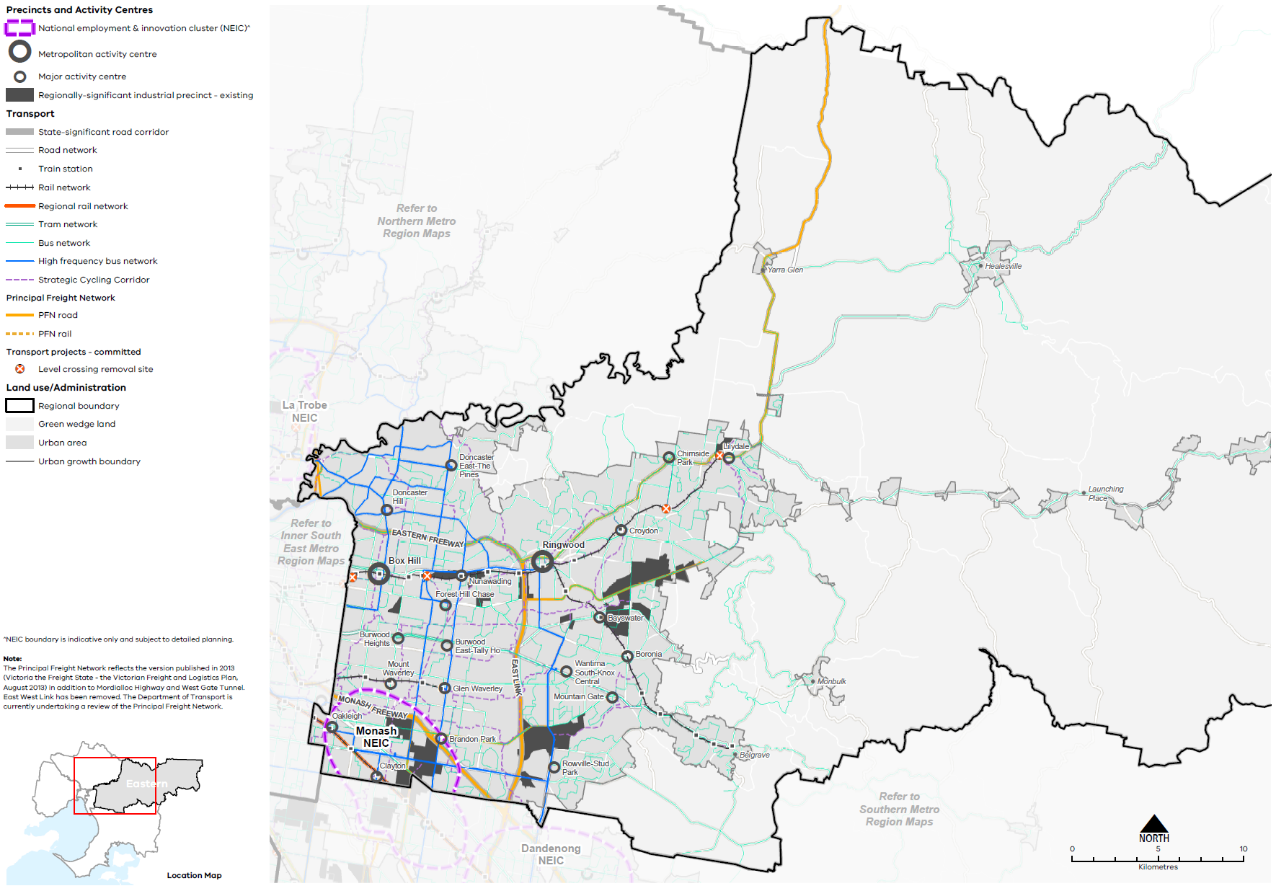 Precincts and Activity Centres
National employment & innovation cluster (NEIC)*
Metropolitan activity centre
Major activity centre
Regionally-significant industrial precinct - existing
Transport
State-significant road corridor
Road network
Train station
Rail network
Regional rail network
Tram network
Bus network
High frequency bus network
Strategic Cycling Corridor
Principal Freight Network
PFN road
PFN rail
Transport projects - committed
Level crossing removal site
Land use/Administration
Regional boundary
Green wedge land
Urban area
Urban growth boundary
*NEIC boundary is indicative only and subject to detailed planning.
Note:
The Principal Freight Network reflects the version published in 2013
(Victoria the Freight State - the Victorian Freight and Logistics Plan,
August 2013) in addition to Mordialloc Highway and West Gate Tunnel.
East West Link has been removed. The Department of Transport is
currently undertaking a review of the Principal Freight Network.
Eastern
Location Map
Refer to
Northern Metro
Region Maps
Yarra Glen
Healesville
La Trobe
NEIC
Doncaster
East-The
Pines
Chirnside
Park
Lilydale
Doncaster
Hill
Launching
Place
Refer to
Inner South
East Metro
Region Maps
EASTERN FREEWAY
Croydon
Ringwood
Box Hill
Nunawading
Forest Hill Chase
Bayswater
Burwood
Heights
Burwood
East-Tally Ho
Boronia
Mount
Waverley
Wantirna
South-Knox
Central
EASTLINK
Monbulk
Glen Waverley
Mountain Gate
MONASH FREEWAY
Oakleigh
Monash
NEIC
Brandon Park
Belgrave
Clayton
Rowville-Stud
Park
Refer to
Southern Metro
Region Maps
Dandenong
NEIC
NORTH
0
5
10
Kilometres